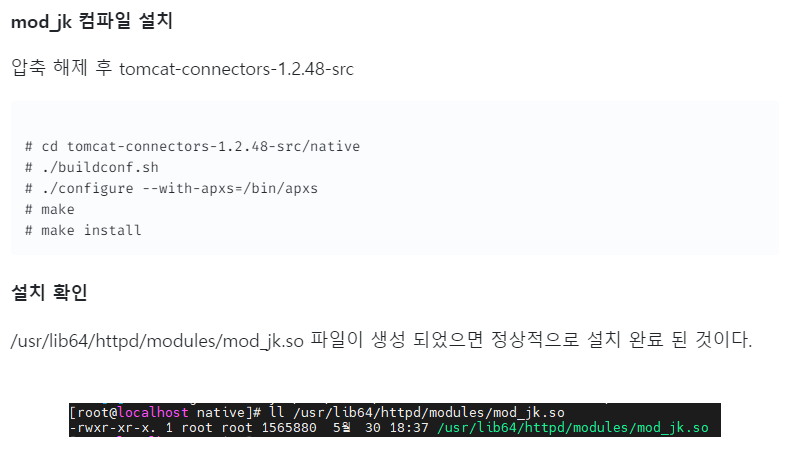 mod_jk 컴파일 설치
압축 해제 후 tomcat-connectors-1.2.48-src
# cd tomcat-connectors-1.2.48-src/native
# ./buildconf.sh
# ./configure --with-apxs=/bin/apxs
# make
# make install
설치 확인
/usr/lib64/httpd/modules/mod_jk.so 파일이 생성 되었으면 정상적으로 설치 완료 된 것이다.
[root@localhost native]# ll /usr/lib64/httpd/modules/mod_jk.so
-rwxr-xr-x. 1 root root 1565880  5월  30 18:37 /usr/lib64/httpd/modules/mod_jk.so